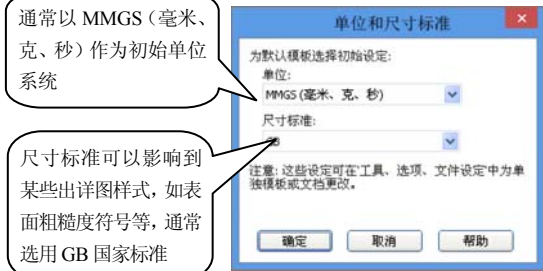 通常以 MMGS（毫米、
克、秒）作为初始单位
系统
尺寸标准可以影响到
某些出详图样式，如表
面粗糙度符号等，通常
选用 GB 国家标准
单位和尺寸标准
为默认模板选择初始设定:
单位:
MMGS (毫米、克、秒)
尺寸标准:
GB
注意: 这些设定可在工具、选项、文件设定中为单
独模板或文档更改。
确定
取消
帮助